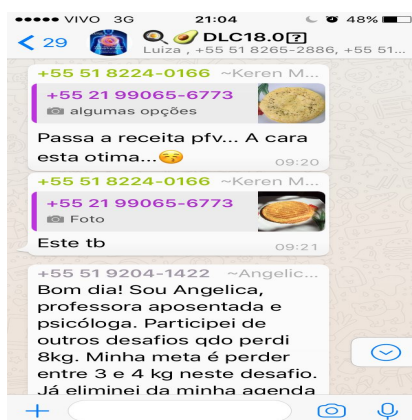 VIVO 3G 21:04 48%
29 DLC18.0?
Luiza , +55 51 8265-2886, +55 51...
+55 51 8224-0166 ~Keren M...
+55 21 99065-6773
algumas opções
Passa a receita pfv... A cara
esta otima...
09:20
+55 51 8224-0166 ~Keren M...
+55 21 99065-6773
Foto
Este tb
09:21
+55 51 9204-1422 ~Angelic...
Bom dia! Sou Angelica,
professora aposentada e
psicóloga. Participei de
outros desafios qdo perdi
8kg. Minha meta é perder
entre 3 e 4 kg neste desafio.
Já eliminei da minha agenda